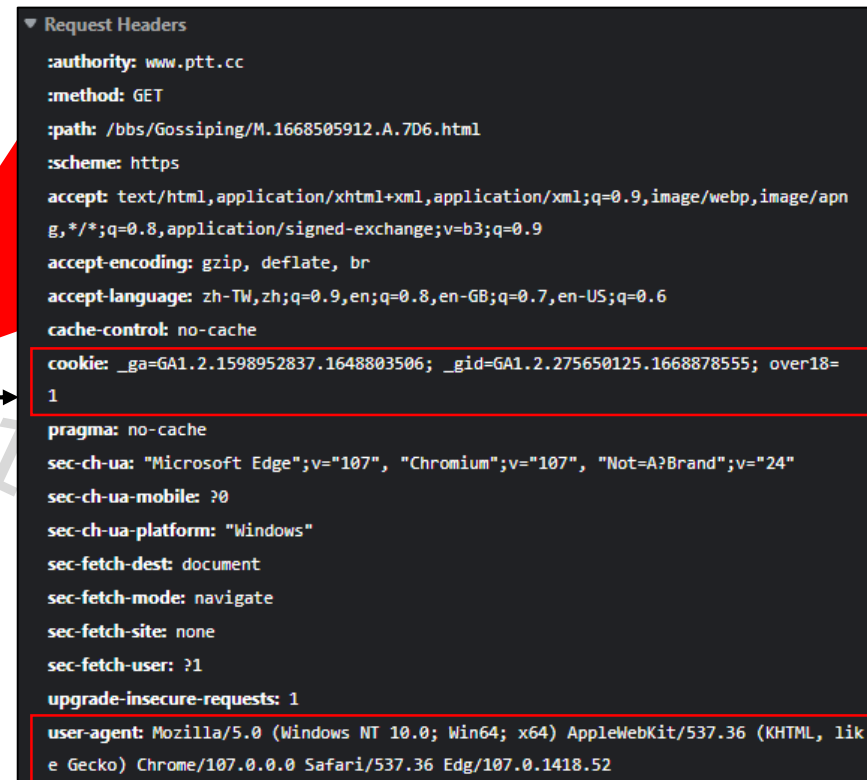 ▼ Request Headers
:authority: www.ptt.cc
:method: GET
:path: /bbs/Gossiping/M.1668505912.A.7D6.html
:scheme: https
accept: text/html,application/xhtml+xml,application/xml;q=0.9,image/webp,image/apn
g,*/*;q=0.8,application/signed-exchange;v=b3;q=0.9
accept-encoding: gzip, deflate, br
accept-language: zh-TW,zh;q=0.9,en;q=0.8,en-GB;q=0.7,en-US;q=0.6
cache-control: no-cache
cookie: _ga=GA1.2.1598952837.1648803506; _gid=GA1.2.275650125.1668878555; over18=
1
pragma: no-cache
sec-ch-ua: "Microsoft Edge";v="107", "Chromium";v="107", "Not=A?Brand";v="24"
sec-ch-ua-mobile: ?0
sec-ch-ua-platform: "Windows"
sec-fetch-dest: document
sec-fetch-mode: navigate
sec-fetch-site: none
sec-fetch-user: ?1
upgrade-insecure-requests: 1
user-agent: Mozilla/5.0 (Windows NT 10.0; Win64; x64) AppleWebKit/537.36 (KHTML, lik
e Gecko) Chrome/107.0.0.0 Safari/537.36 Edg/107.0.1418.52